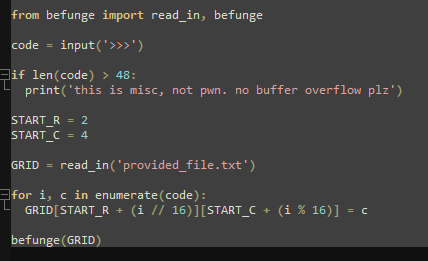 from befunge import read_in, befunge
code = input('>>>')
if len(code) > 48:
print('this is misc, not pwn. no buffer overflow plz')
START_R = 2
START_C = 4
GRID = read_in('provided_file.txt')
for i, c in enumerate(code):
GRID[START_R + (i // 16)][START_C + (i % 16)] = c
befunge(GRID)